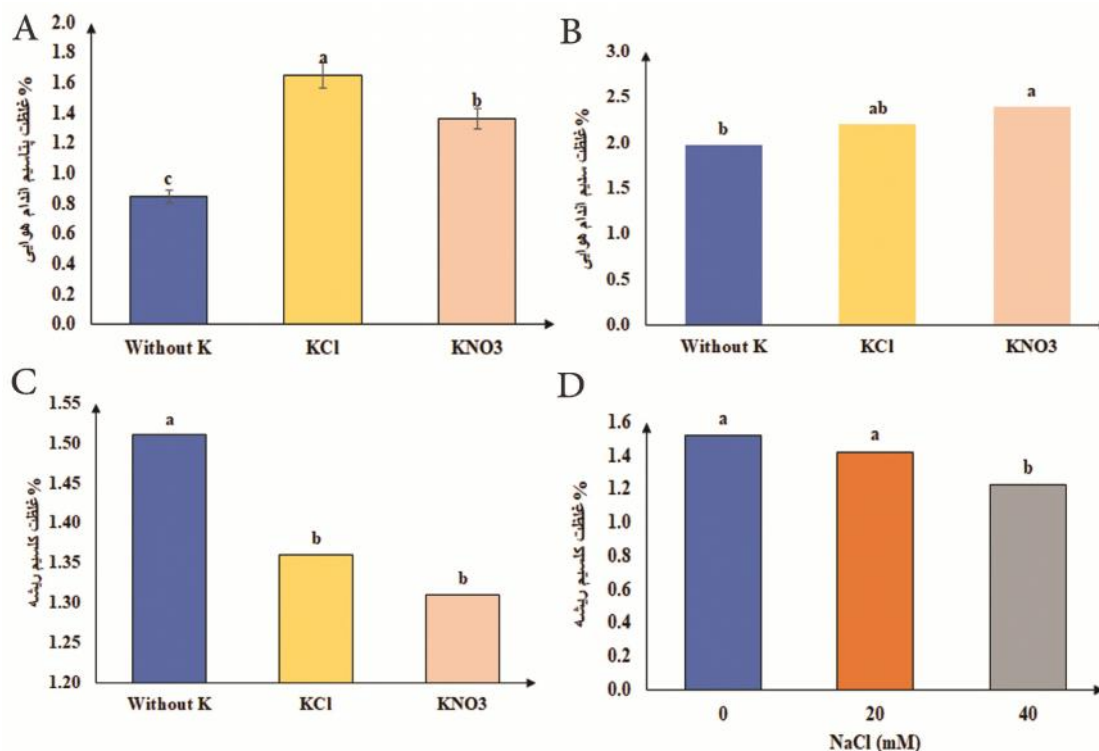 A
% غلظت پتاسیم اندام هوایی
2.0
1.8
1.6
1.4
1.2
1.0
0.8
0.6
0.4
0.2
0.0
c
a
b
Without K KCl KNO3
B
% غلظت سدیم اندام هوایی
3.0
2.5
2.0
1.5
1.0
0.5
0.0
b
ab
a
Without K KCl KNO3
C
% غلظت کلسیم ریشه
1.55
1.50
1.45
1.40
1.35
1.30
1.25
1.20
a
b
b
Without K KCl KNO3
D
% غلظت کلسیم ریشه
1.6
1.4
1.2
1.0
0.8
0.6
0.4
0.2
0.0
a
a
b
0 20 40
NaCl (mM)